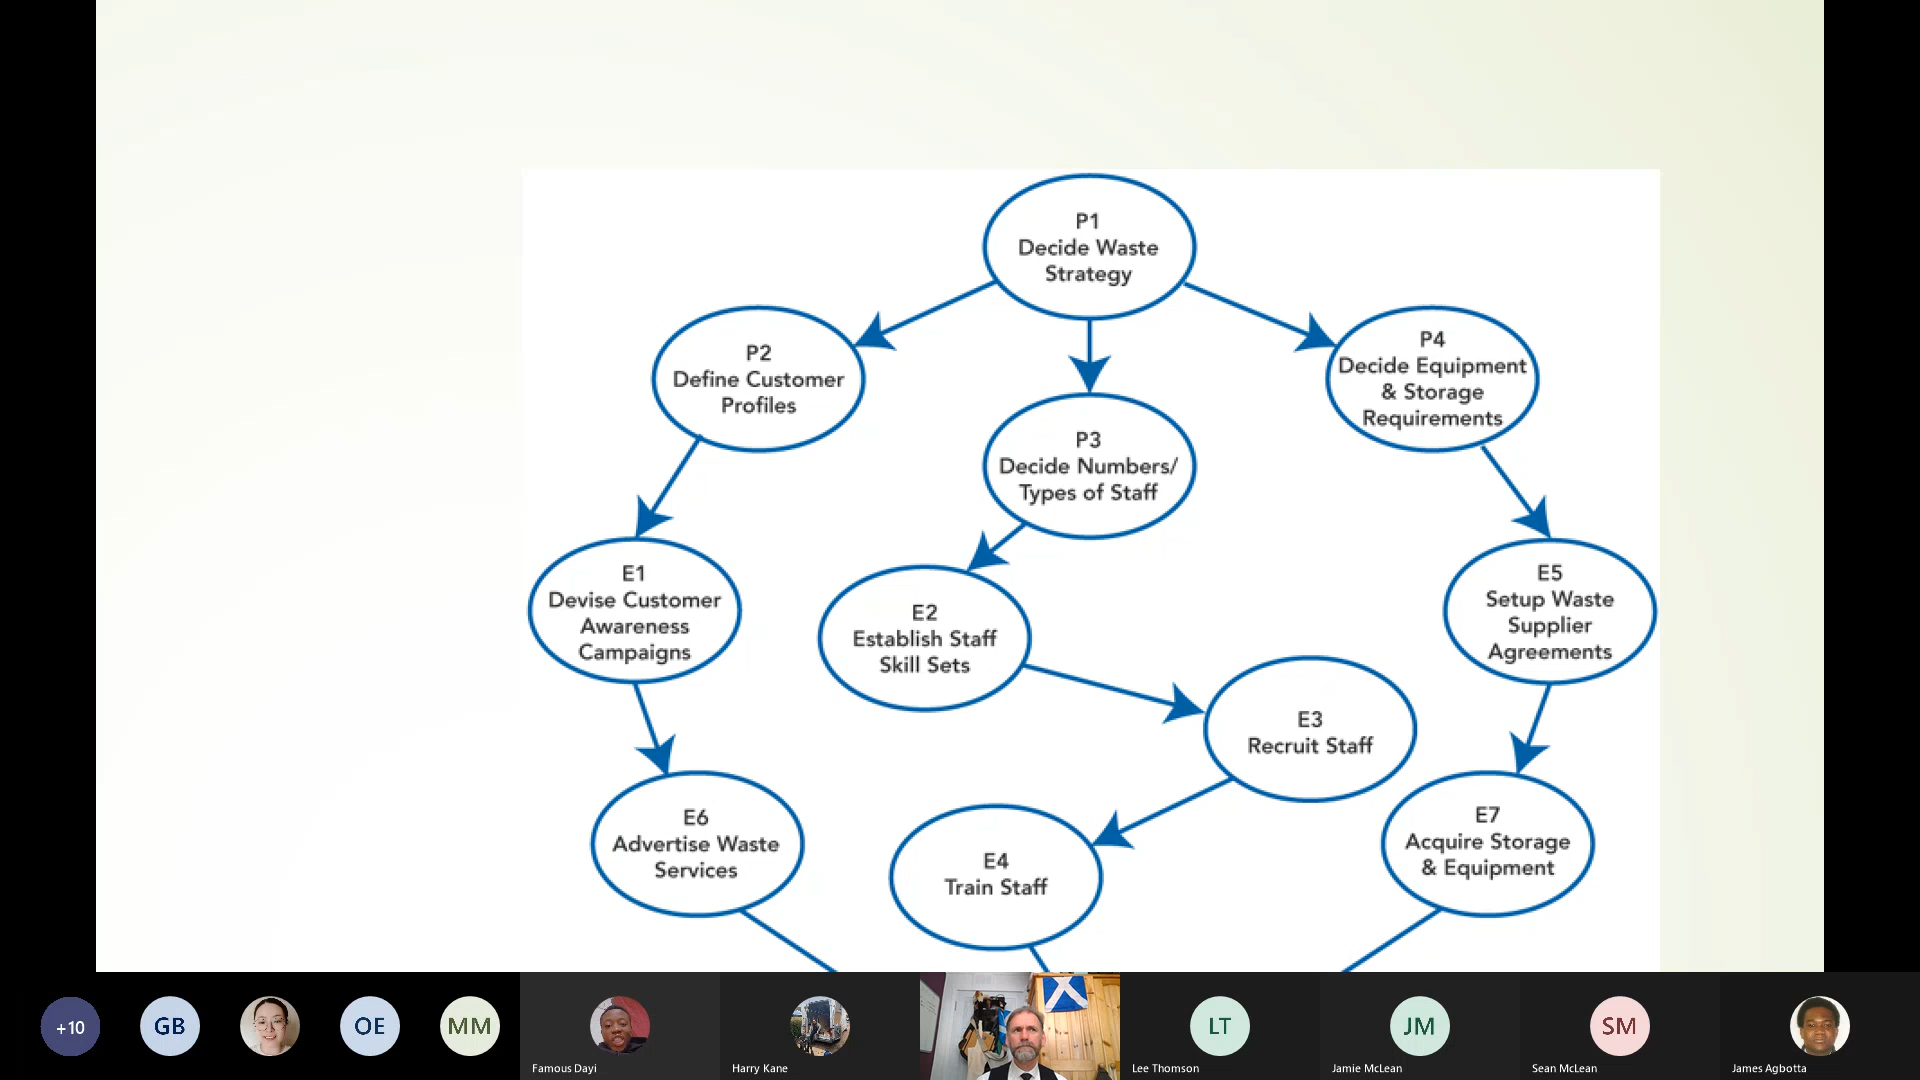 P1
Decide Waste
Strategy
P2
Define Customer
Profiles
P4
Decide Equipment
& Storage
Requirements
P3
Decide Numbers/
Types of Staff
E1
Devise Customer
Awareness
Campaigns
E2
Establish Staff
Skill Sets
E5
Setup Waste
Supplier
Agreements
E3
Recruit Staff
E6
Advertise Waste
Services
E4
Train Staff
E7
Acquire Storage
& Equipment
+10
GB
OE
MM
Famous Dayi
Harry Kane
LT
Lee Thomson
JM
Jamie McLean
SM
Sean McLean
James Agbotta